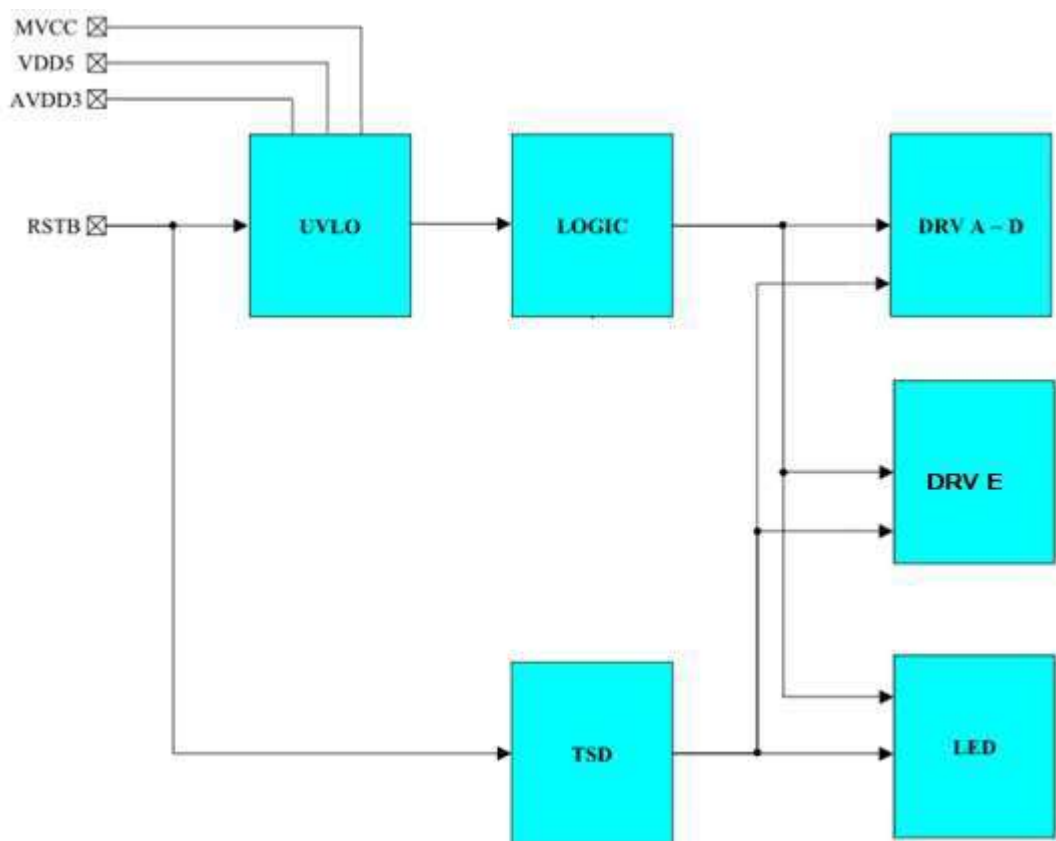 MVCC
VDD5
AVDD3
RSTB
UVLO
LOGIC
DRV A – D
DRV E
TSD
LED